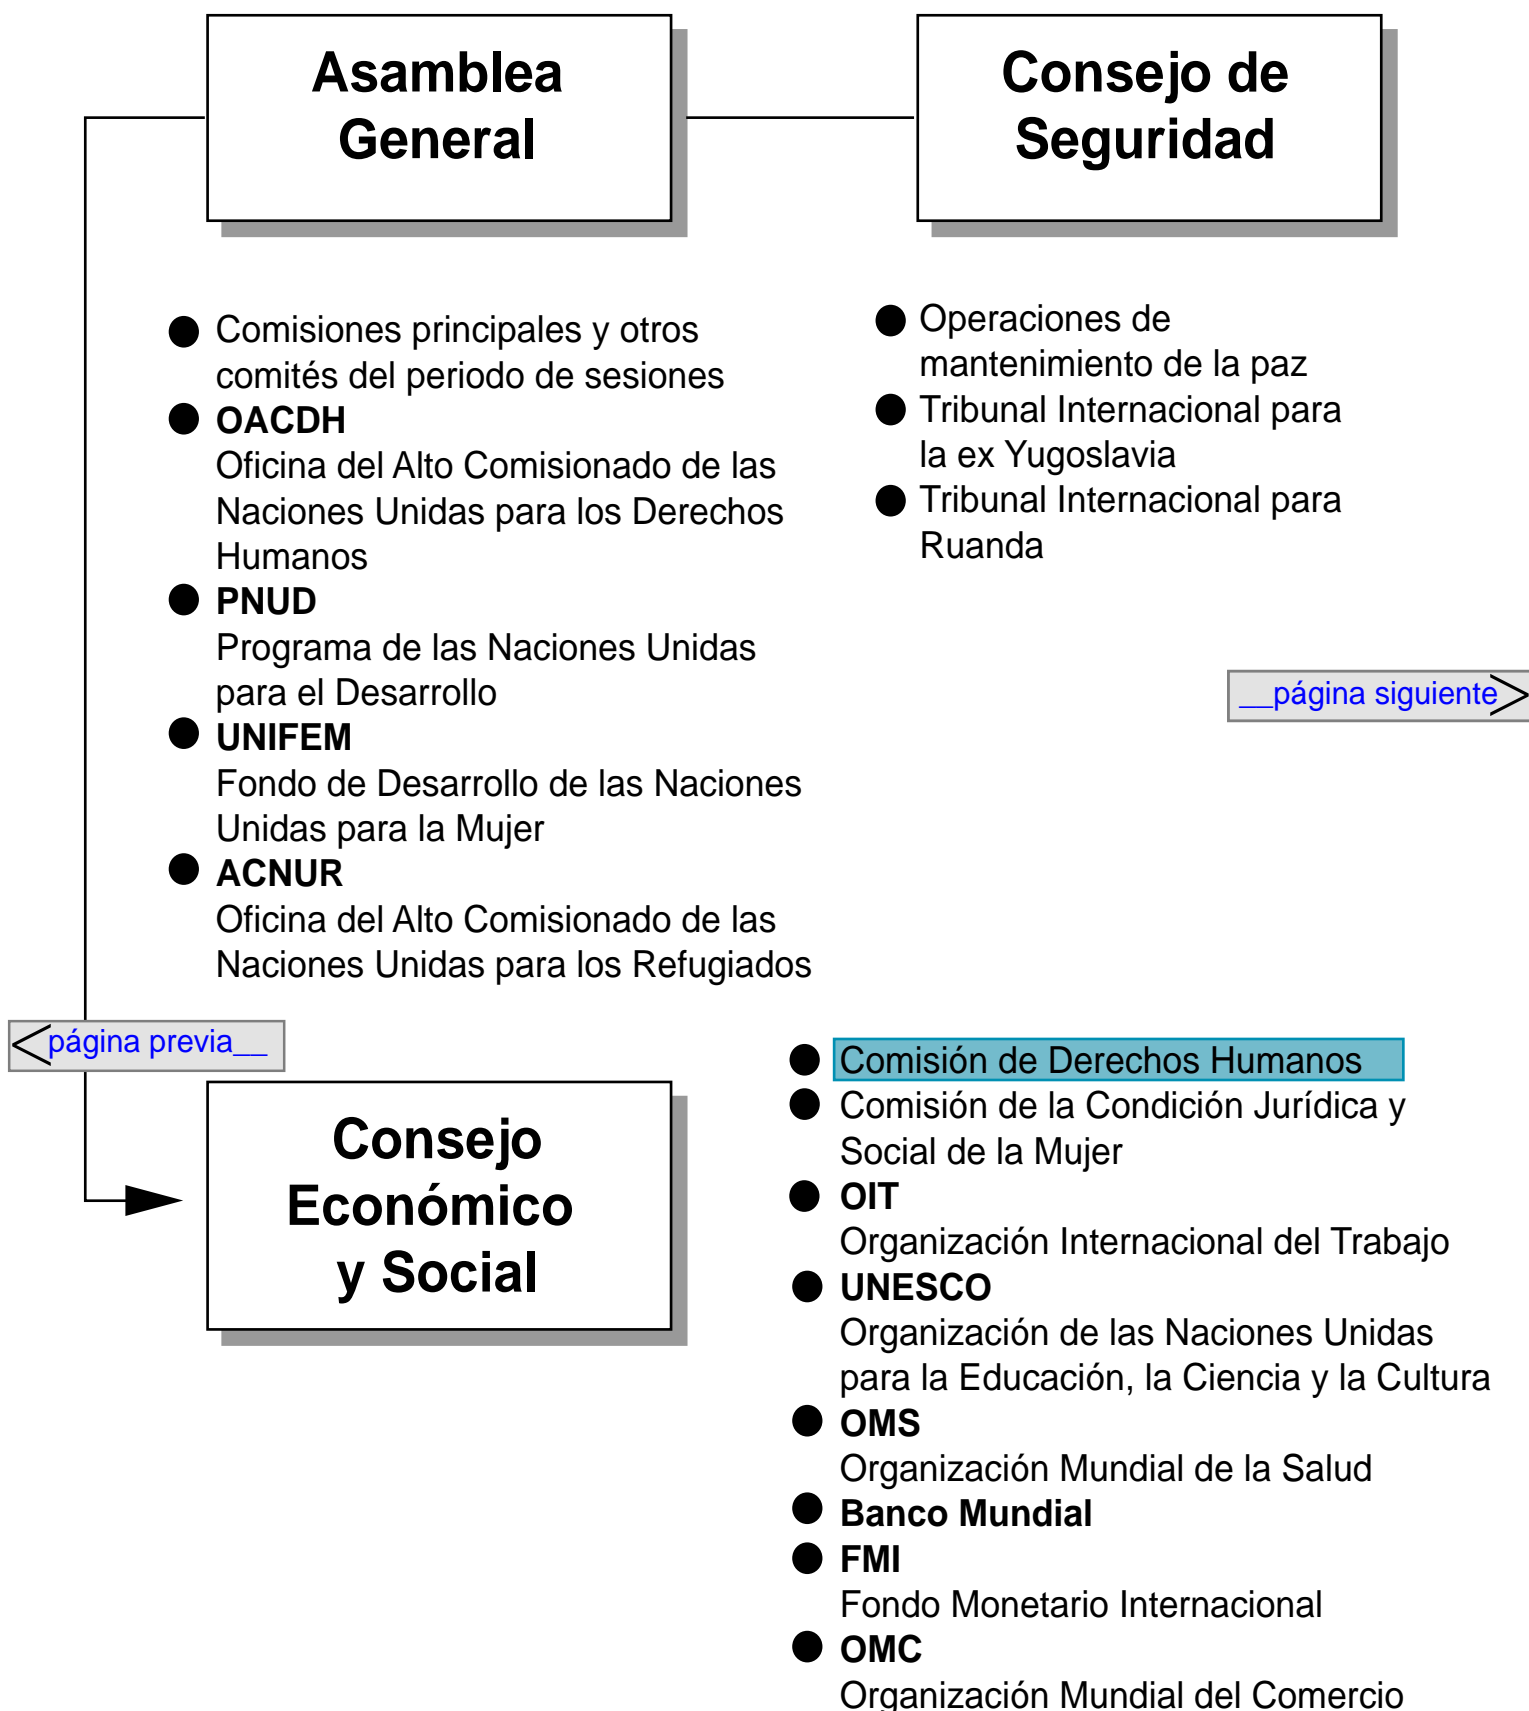 Asamblea
General
Consejo de
Seguridad
Comisiones principales y otros
comités del periodo de sesiones
OACDH
Oficina del Alto Comisionado de las
Naciones Unidas para los Derechos
Humanos
PNUD
Programa de las Naciones Unidas
para el Desarrollo
UNIFEM
Fondo de Desarrollo de las Naciones
Unidas para la Mujer
ACNUR
Oficina del Alto Comisionado de las
Naciones Unidas para los Refugiados
Operaciones de
mantenimiento de la paz
Tribunal Internacional para
la ex Yugoslavia
Tribunal Internacional para
Ruanda
__página siguiente
página previa__
Consejo
Económico
y Social
Comisión de Derechos Humanos
Comisión de la Condición Jurídica y
Social de la Mujer
OIT
Organización Internacional del Trabajo
UNESCO
Organización de las Naciones Unidas
para la Educación, la Ciencia y la Cultura
OMS
Organización Mundial de la Salud
Banco Mundial
FMI
Fondo Monetario Internacional
OMC
Organización Mundial del Comercio